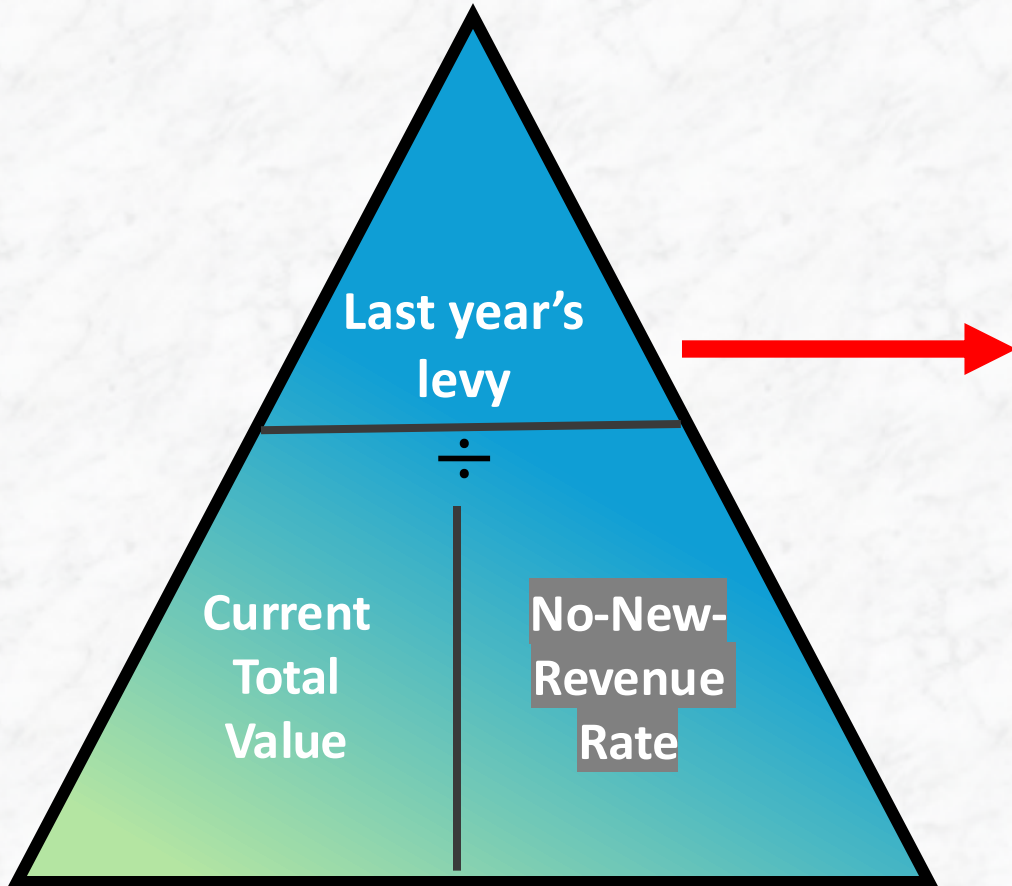 Last year’s
levy
÷
Current
Total
Value
No-New-
Revenue
Rate